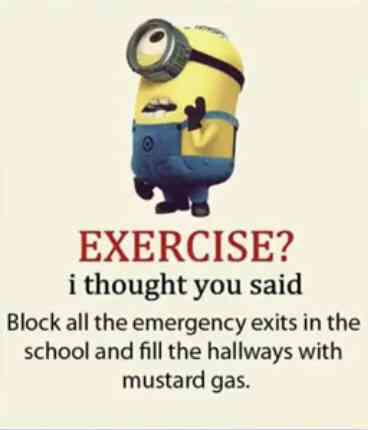 EXERCISE?
i thought you said
Block all the emergency exits in the
school and fill the hallways with
mustard gas.